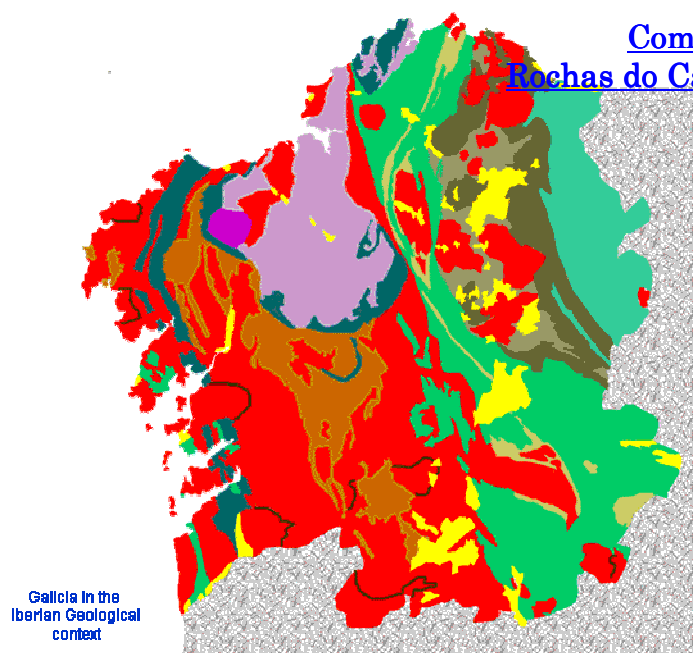 Com
Rochas do Ca
Galicia in the
Iberian Geological
context